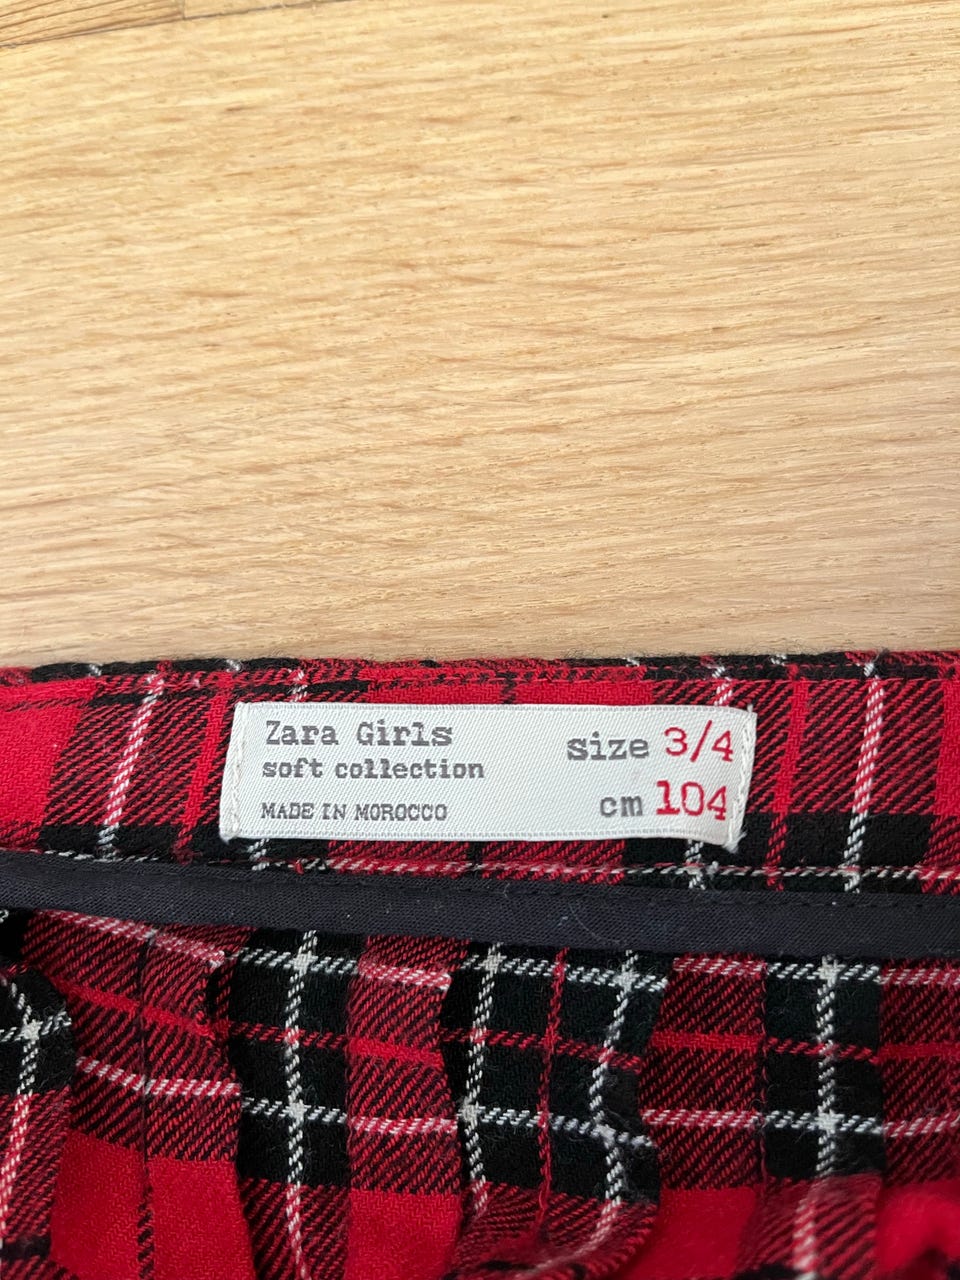 Zara Girls
soft collection
MADE IN MOROCCO
size 3/4
cm 104